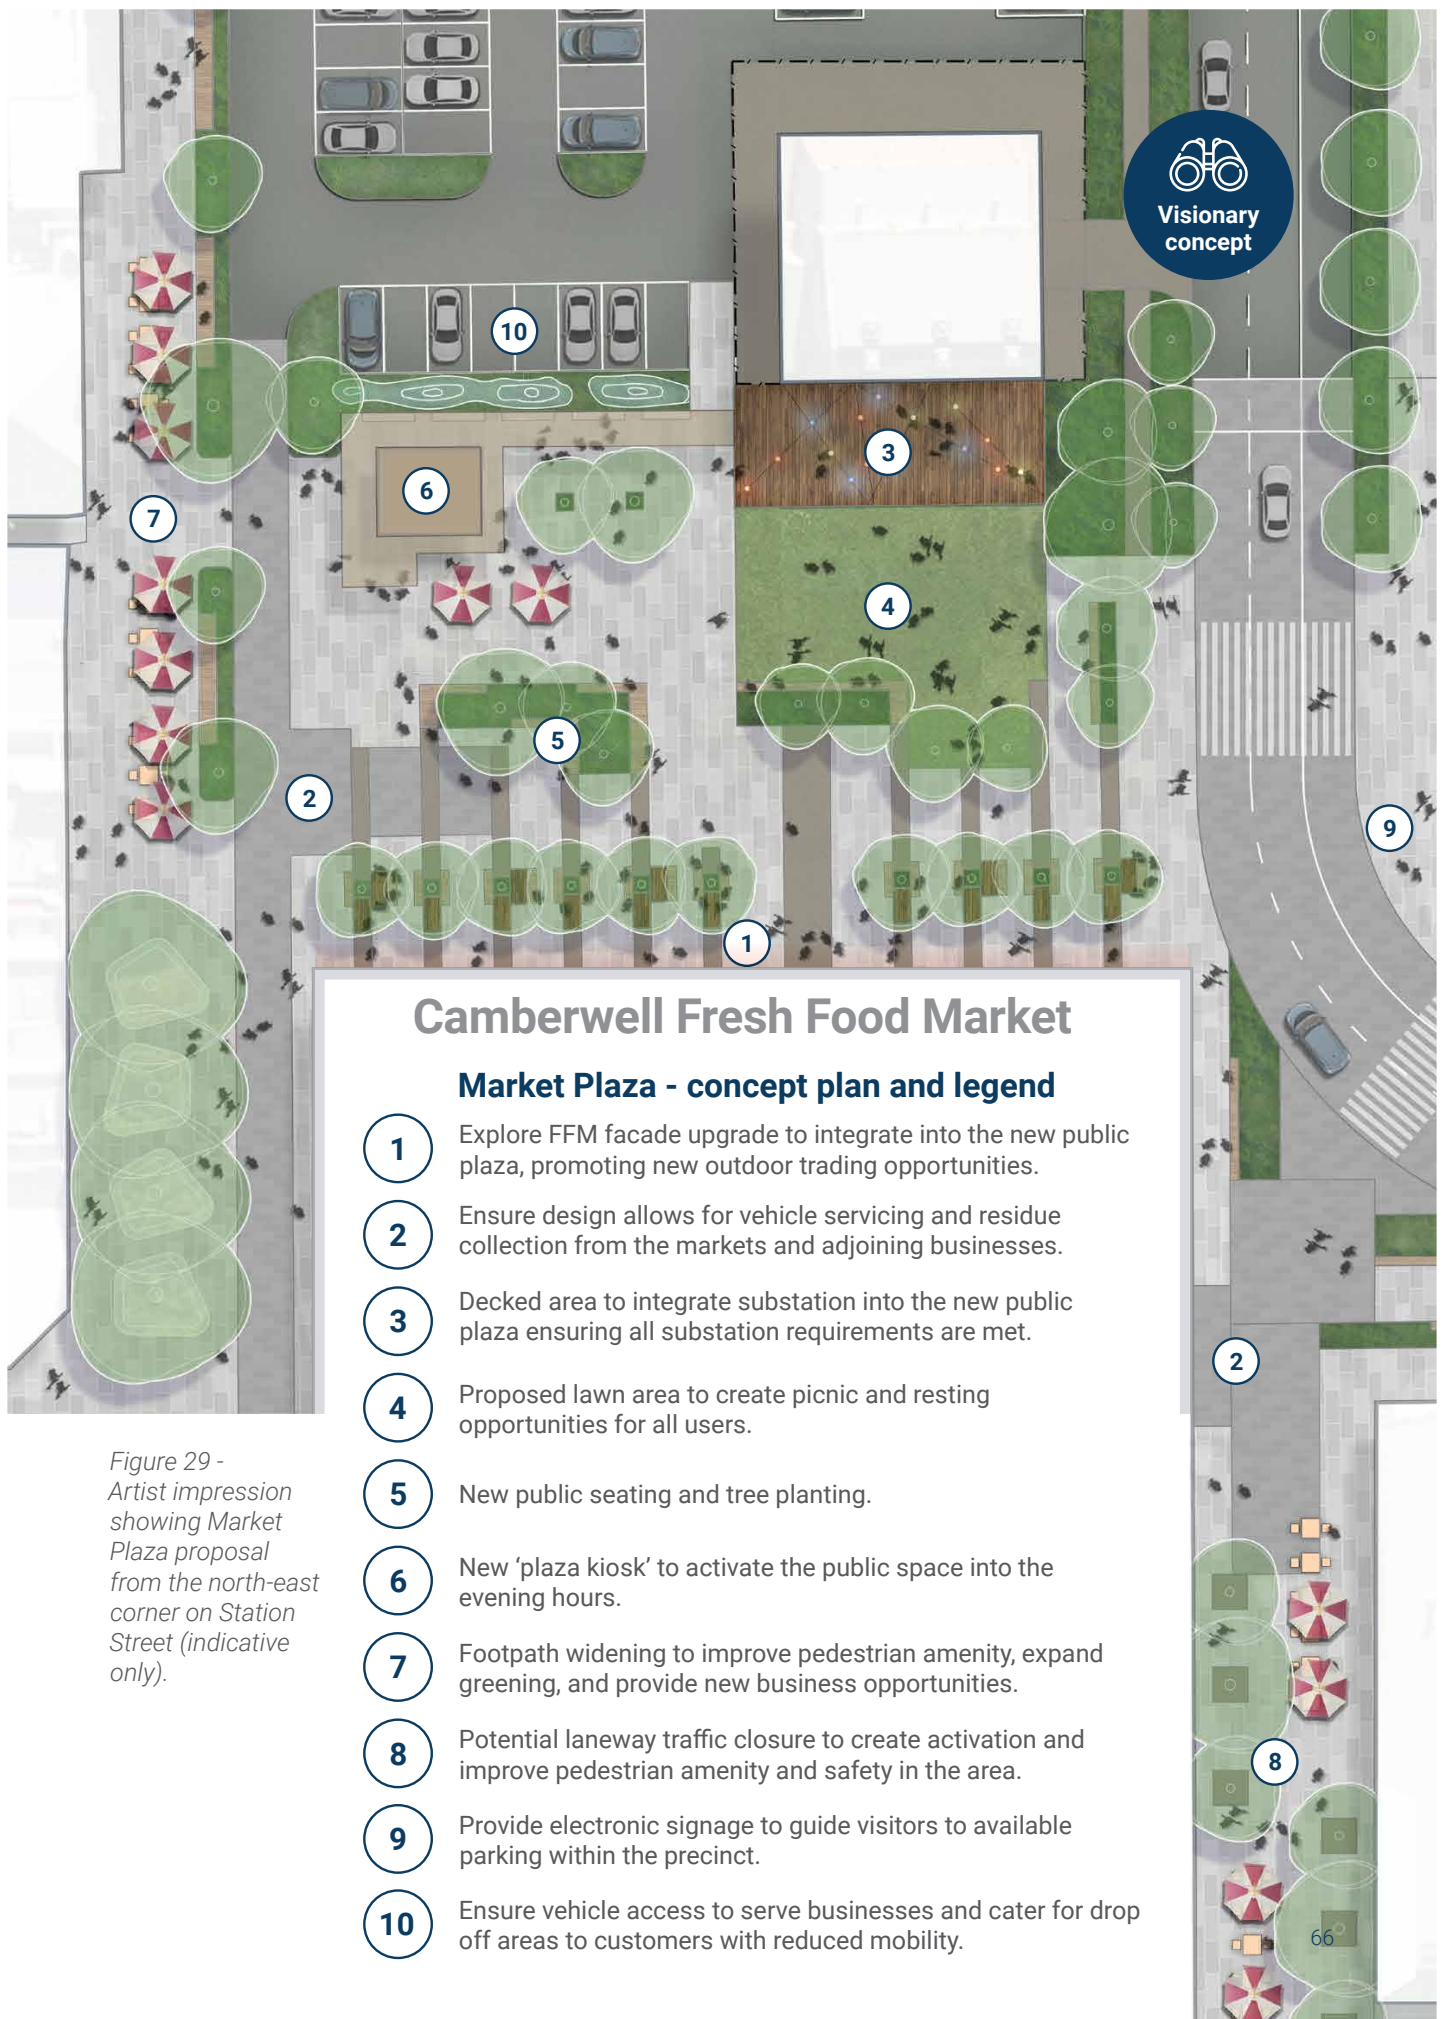 Visionary
concept
10
3
6
7
4
5
2
9
1
Camberwell Fresh Food Market
Market Plaza - concept plan and legend
1
Explore FFM facade upgrade to integrate into the new public
plaza, promoting new outdoor trading opportunities.
2
Ensure design allows for vehicle servicing and residue
collection from the markets and adjoining businesses.
3
Decked area to integrate substation into the new public
plaza ensuring all substation requirements are met.
2
4
Proposed lawn area to create picnic and resting
opportunities for all users.
5
New public seating and tree planting.
6
New ‘plaza kiosk’ to activate the public space into the
evening hours.
7
Footpath widening to improve pedestrian amenity, expand
greening, and provide new business opportunities.
8
Potential laneway traffic closure to create activation and
improve pedestrian amenity and safety in the area.
8
9
Provide electronic signage to guide visitors to available
parking within the precinct.
10
Ensure vehicle access to serve businesses and cater for drop
off areas to customers with reduced mobility.
Figure 29 -
Artist impression
showing Market
Plaza proposal
from the north-east
corner on Station
Street (indicative
only).
66